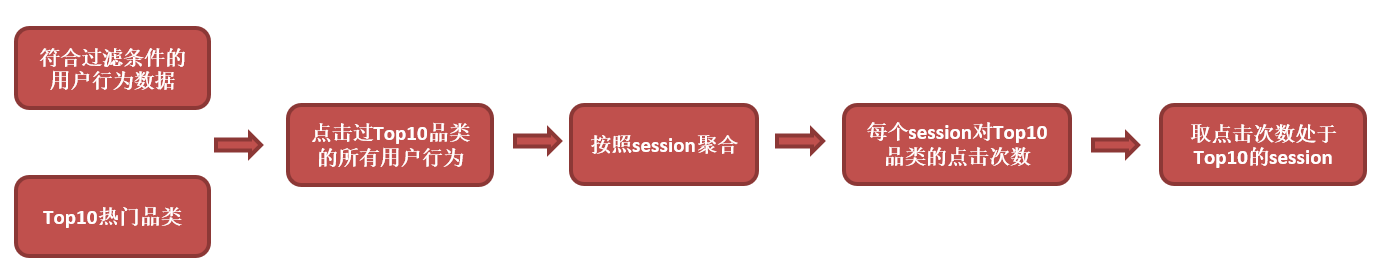 符合过滤条件的
用户行为数据
Top10热门品类
点击过Top10品类
的所有用户行为
按照session聚合
每个session对Top10
品类的点击次数
取点击次数处于
Top10的session